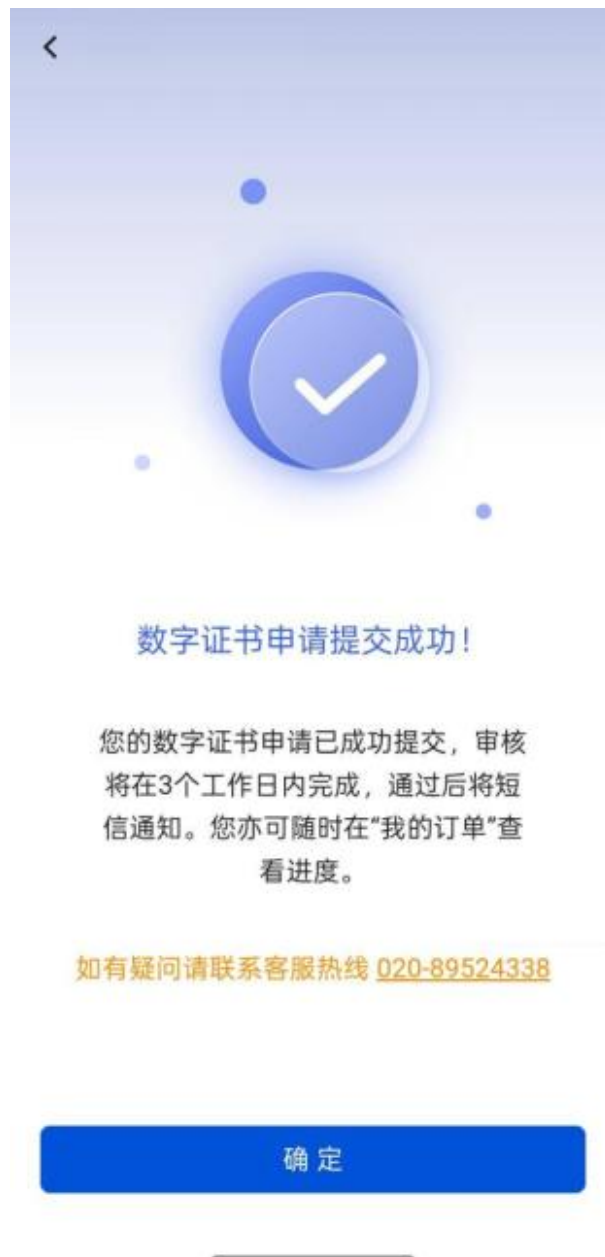 数字证书申请提交成功！
您的数字证书申请已成功提交，审核
将在3个工作日内完成，通过后将短
信通知。您亦可随时在“我的订单”查
看进度。
如有疑问请联系客服热线 020-89524338
确 定